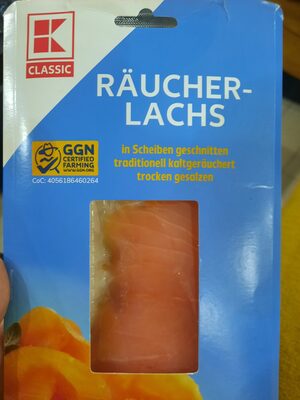 K
CLASSIC
RÄUCHER-
LACHS
GGN
CERTIFIED
FARMING
WWW.GGN.ORG
CoC: 4056186460264
in Scheiben geschnitten
traditionell kaltgeräuchert
trocken gesalzen